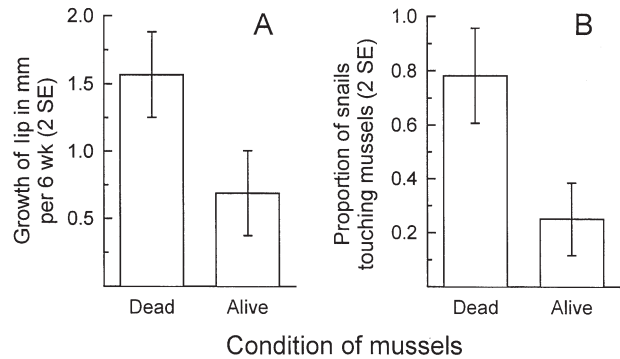 A
Growth of lip in mm
per 6 wk (2 SE)
2.0
1.5
1.0
0.5
Dead
Alive
B
Proportion of snails
touching mussels (2 SE)
1.0
0.8
0.6
0.4
0.2
Dead
Alive
Condition of mussels